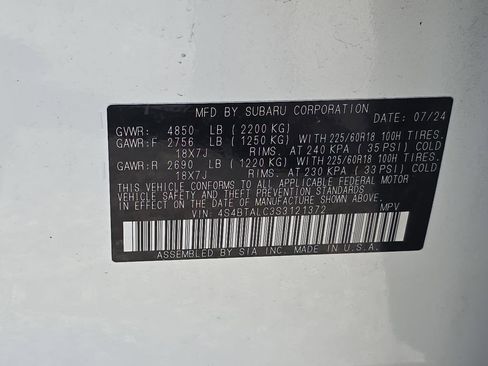 MFD BY SUBARU CORPORATION DATE: 07/24
GVWR: 4850 LB (2200 KG)
GAWR:F 2756 LB (1250 KG) WITH 225/60R18 100H TIRES.
18X7J RIMS. AT 240 KPA (35 PSI) COLD
GAWR:R 2690 LB (1220 KG) WITH 225/60R18 100H TIRES.
18X7J RIMS. AT 230 KPA (33 PSI) COLD
THIS VEHICLE CONFORMS TO ALL APPLICABLE FEDERAL MOTOR
VEHICLE SAFETY AND THEFT PREVENTION STANDARDS
IN EFFECT ON THE DATE OF MANUFACTURE SHOWN ABOVE.
VIN: 4S4BTALC3S3121372 MPV
ASSEMBLED BY SIA INC. MADE IN U.S.A.